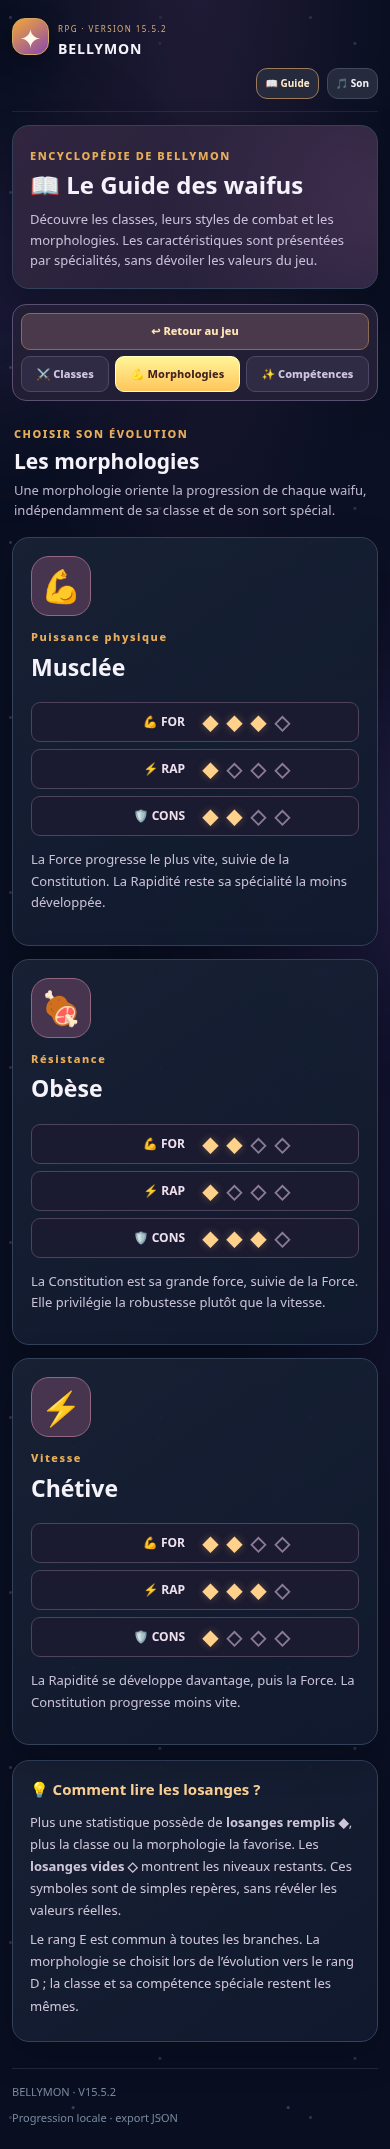 RPG · VERSION 15.5.2
BELLYMON
📖 Guide
🎵 Son
ENCYCLOPÉDIE DE BELLYMON
📖 Le Guide des waifus
Découvre les classes, leurs styles de combat et les
morphologies. Les caractéristiques sont présentées
par spécialités, sans dévoiler les valeurs du jeu.
↩ Retour au jeu
⚔️ Classes
💪 Morphologies
✨ Compétences
CHOISIR SON ÉVOLUTION
Les morphologies
Une morphologie oriente la progression de chaque waifu,
indépendamment de sa classe et de son sort spécial.
Puissance physique
Musclée
💪 FOR ◆ ◆ ◆ ◇
⚡ RAP ◆ ◇ ◇ ◇
🛡️ CONS ◆ ◆ ◇ ◇
La Force progresse le plus vite, suivie de la
Constitution. La Rapidité reste sa spécialité la moins
développée.
Résistance
Obèse
💪 FOR ◆ ◆ ◇ ◇
⚡ RAP ◆ ◇ ◇ ◇
🛡️ CONS ◆ ◆ ◆ ◇
La Constitution est sa grande force, suivie de la Force.
Elle privilégie la robustesse plutôt que la vitesse.
Vitesse
Chétive
💪 FOR ◆ ◆ ◇ ◇
⚡ RAP ◆ ◆ ◆ ◇
🛡️ CONS ◆ ◇ ◇ ◇
La Rapidité se développe davantage, puis la Force. La
Constitution progresse moins vite.
💡 Comment lire les losanges ?
Plus une statistique possède de losanges remplis ◆,
plus la classe ou la morphologie la favorise. Les
losanges vides ◇ montrent les niveaux restants. Ces
symboles sont de simples repères, sans révéler les
valeurs réelles.
Le rang E est commun à toutes les branches. La
morphologie se choisit lors de l'évolution vers le rang
D ; la classe et sa compétence spéciale restent les
mêmes.
BELLYMON · V15.5.2
Progression locale · export JSON